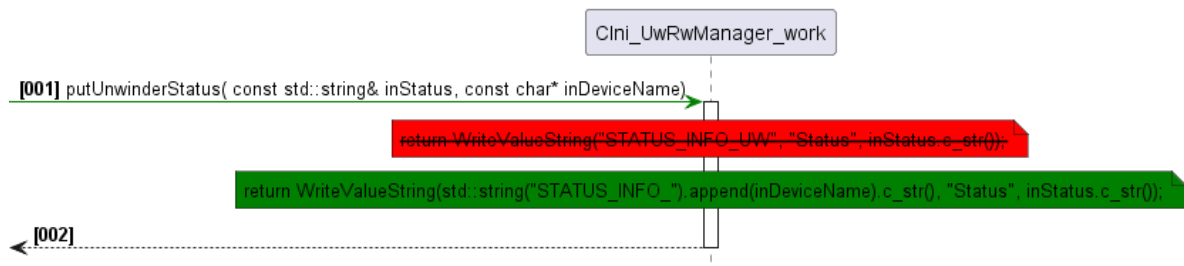 CIni_UwRwManager_work
[001] putUnwinderStatus( const std::string& inStatus, const char* inDeviceName)
return WriteValueString("STATUS_INFO_UW", "Status", inStatus.c_str());
return WriteValueString(std::string("STATUS_INFO_").append(inDeviceName).c_str(), "Status", inStatus.c_str());
[002]